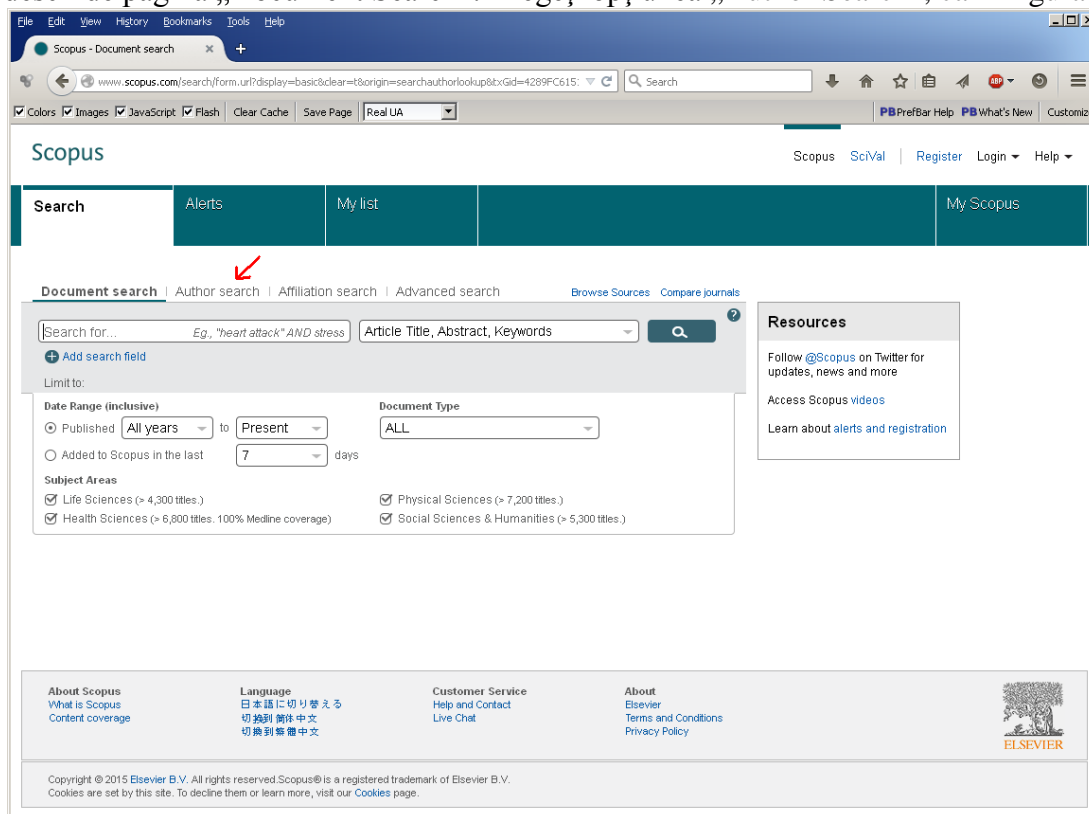 File Edit View History Bookmarks Tools Help
Scopus - Document search × +
www.scopus.com/search/form.url?display=basic&clear=t&origin=searchauthorlookup&txGid=4289FC615: Search
Colors Images JavaScript Flash Clear Cache Save Page Real UA PBPrefBar Help PBWhat's New Customiz
Scopus
Scopus SciVal Register Login Help
Search Alerts My list My Scopus
Document search Author search Affiliation search Advanced search Browse Sources Compare journals
Search for... Eg., "heart attack" AND stress Article Title, Abstract, Keywords ?
Add search field
Limit to:
Date Range (inclusive) Document Type
Published All years to Present ALL
Added to Scopus in the last 7 days
Subject Areas
Life Sciences (> 4,300 titles.) Physical Sciences (> 7,200 titles.)
Health Sciences (> 6,800 titles. 100% Medline coverage) Social Sciences & Humanities (> 5,300 titles.)
Resources
Follow @Scopus on Twitter for
updates, news and more
Access Scopus videos
Learn about alerts and registration
About Scopus Language Customer Service About
What is Scopus 日本語に切り替える Help and Contact Elsevier
Content coverage 切换到简体中文 Live Chat Terms and Conditions
切換到繁體中文 Privacy Policy
ELSEVIER
Copyright © 2015 Elsevier B.V. All rights reserved.Scopus® is a registered trademark of Elsevier B.V.
Cookies are set by this site. To decline them or learn more, visit our Cookies page.